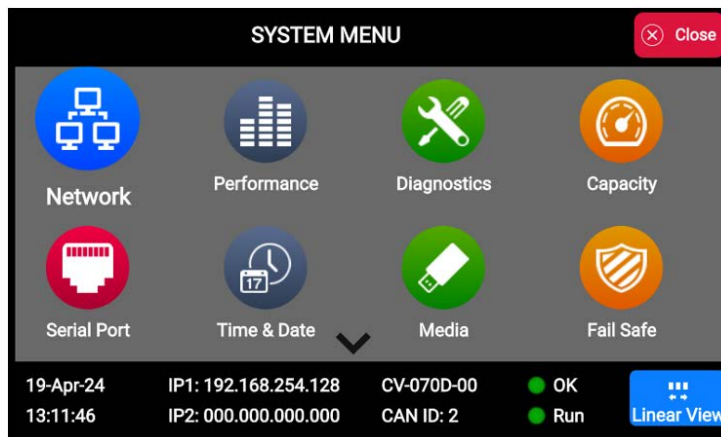 SYSTEM MENU
Close
Network
Performance
Diagnostics
Capacity
Serial Port
17
Time & Date
Media
Fail Safe
19-Apr-24 IP1: 192.168.254.128 CV-070D-00 OK
13:11:46 IP2: 000.000.000.000 CAN ID: 2 Run
Linear View